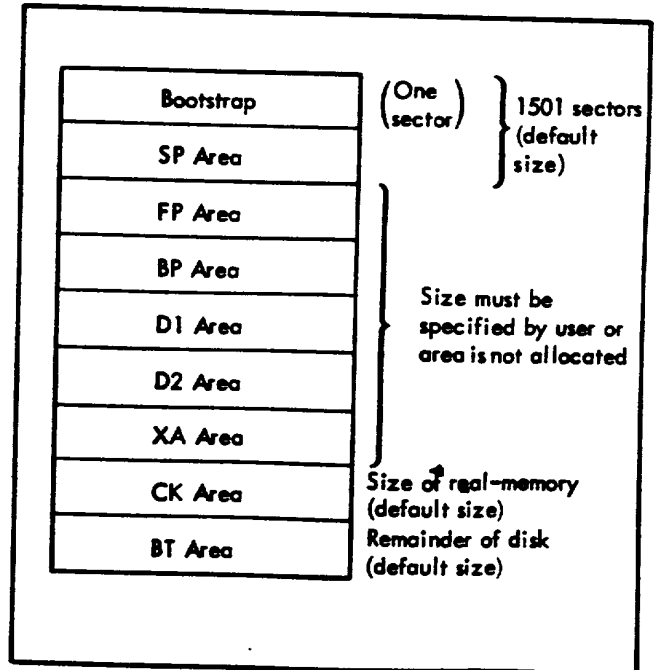 Bootstrap
(One
sector)
1501 sectors
(default
size)
SP Area
FP Area
BP Area
D1 Area
D2 Area
XA Area
Size must be
specified by user or
area is not allocated
CK Area
Size of real-memory
(default size)
BT Area
Remainder of disk
(default size)